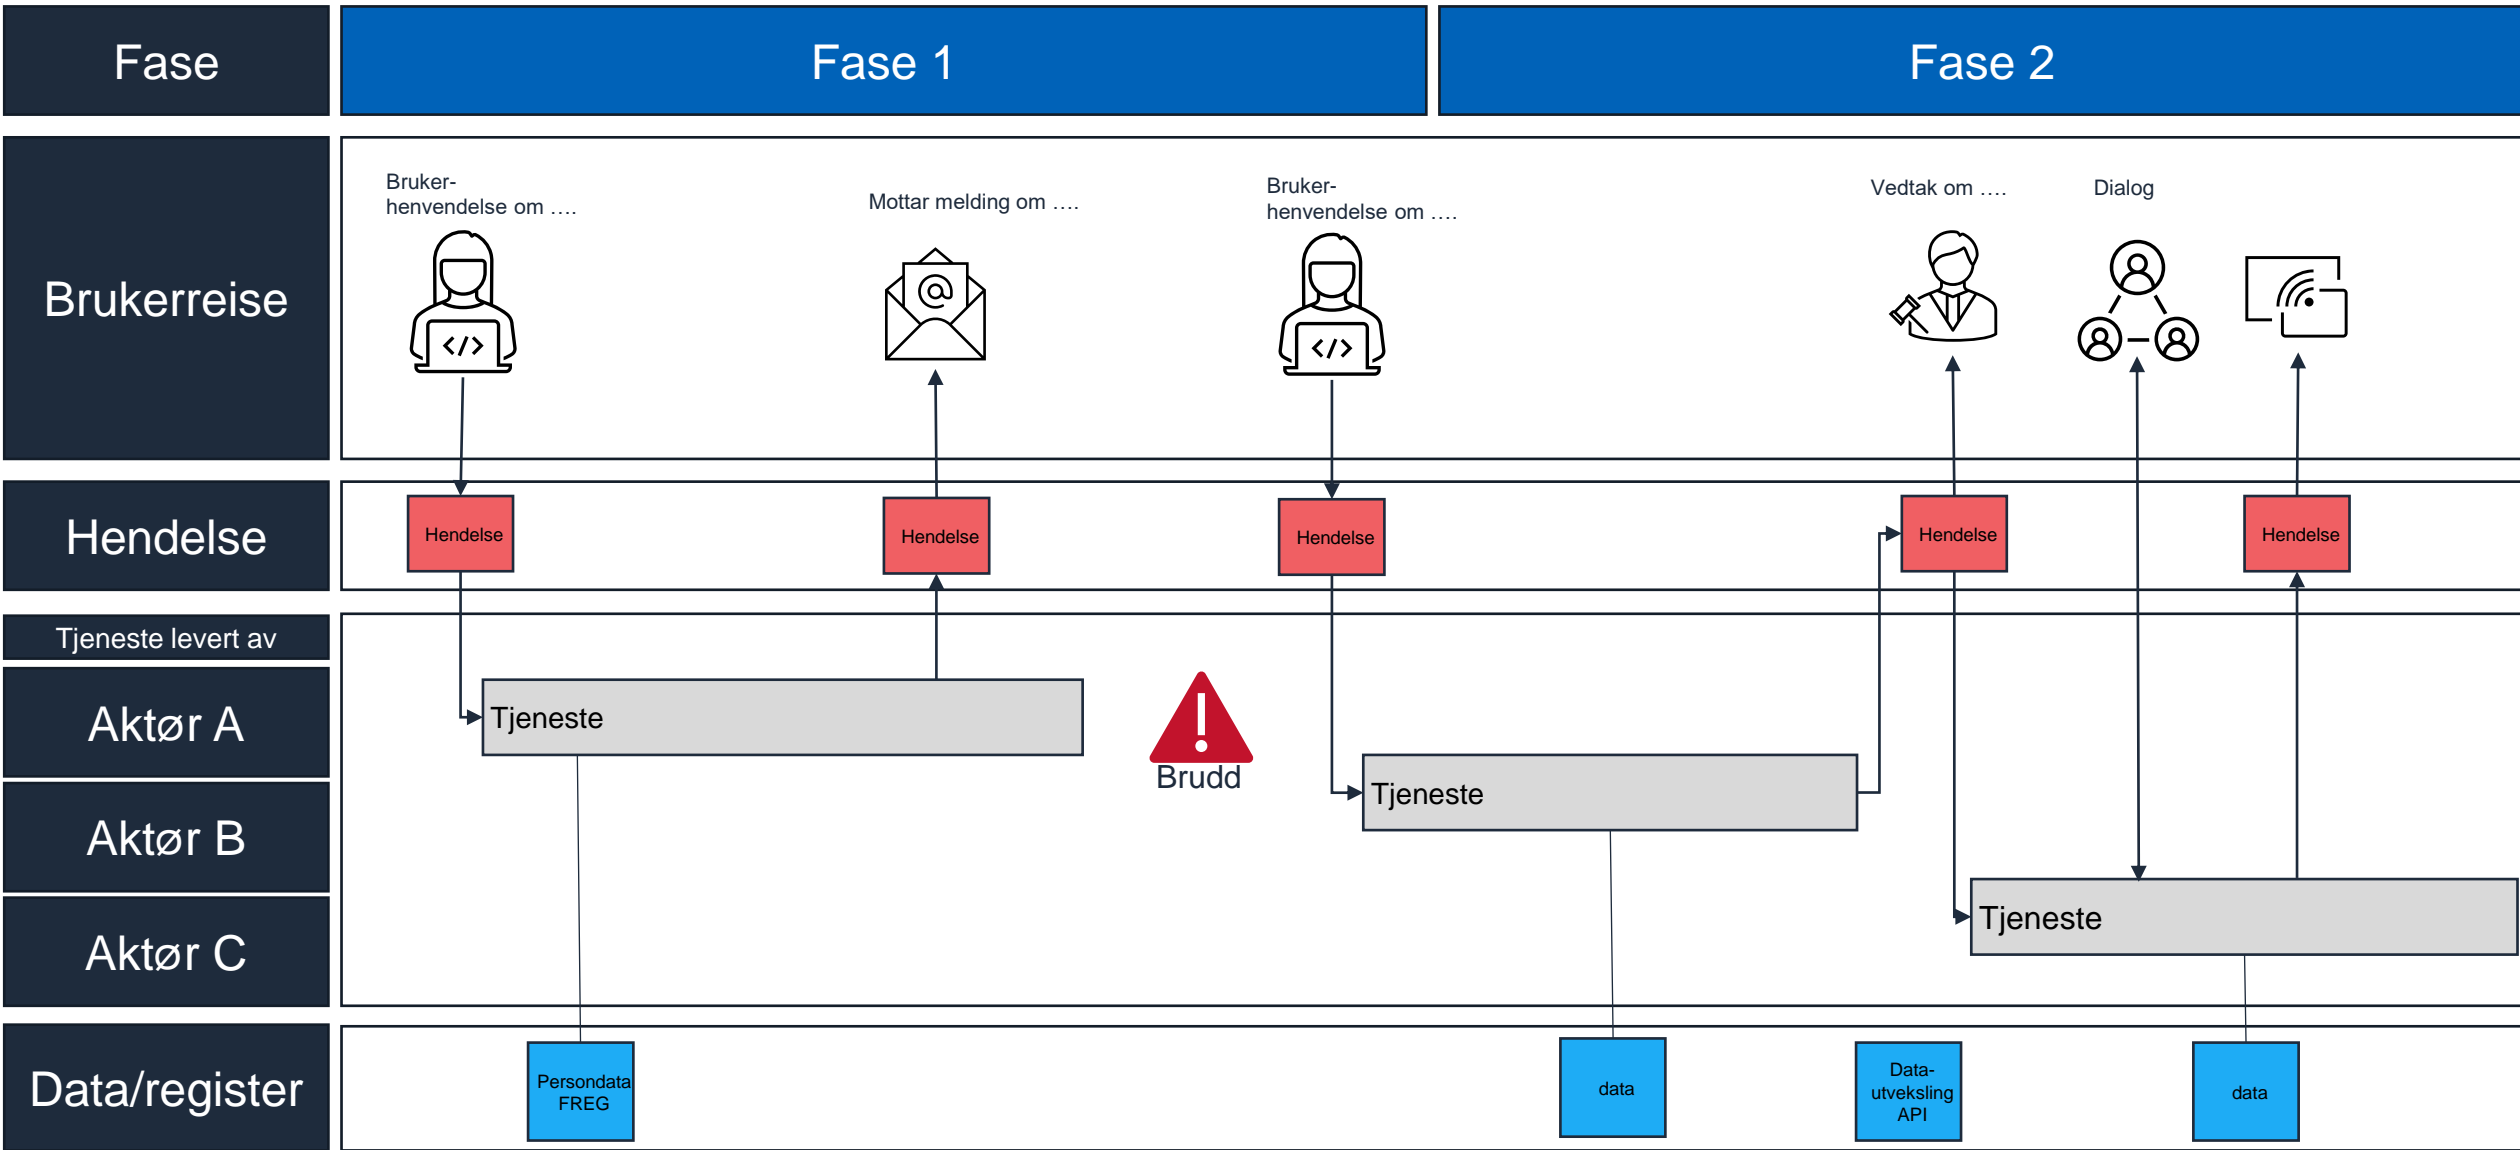 Fase
Fase 1
Fase 2
Brukerreise
Bruker-
henvendelse om ….
Mottar melding om ….
Bruker-
henvendelse om ….
Vedtak om ….
Dialog
@
</>
</>
Hendelse
Hendelse
Hendelse
Hendelse
Hendelse
Hendelse
Tjeneste levert av
Aktør A
Tjeneste
Brudd
Aktør B
Tjeneste
Aktør C
Tjeneste
Data/register
Persondata
FREG
data
Data-
utveksling
API
data